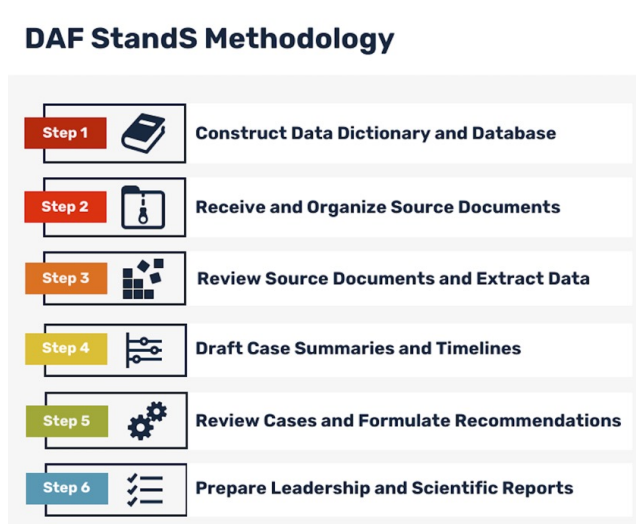 DAF StandS Methodology
Step 1
Construct Data Dictionary and Database
Step 2
Receive and Organize Source Documents
Step 3
Review Source Documents and Extract Data
Step 4
Draft Case Summaries and Timelines
Step 5
Review Cases and Formulate Recommendations
Step 6
Prepare Leadership and Scientific Reports